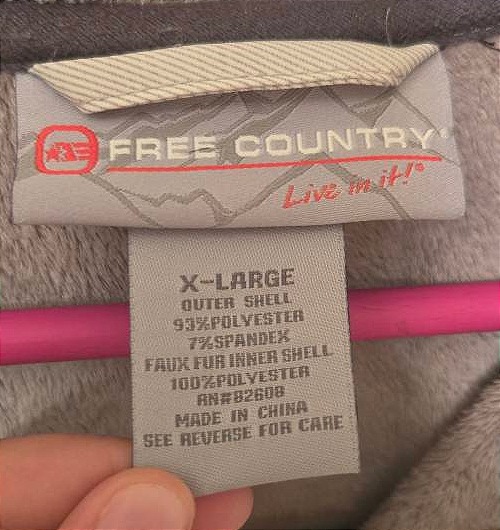 FREE COUNTRY®
Live in it!®
X-LARGE
OUTER SHELL
93%POLYESTER
7%SPANDEX
FAUX FUR INNER SHELL
100%POLYESTER
RN#82608
MADE IN CHINA
SEE REVERSE FOR CARE